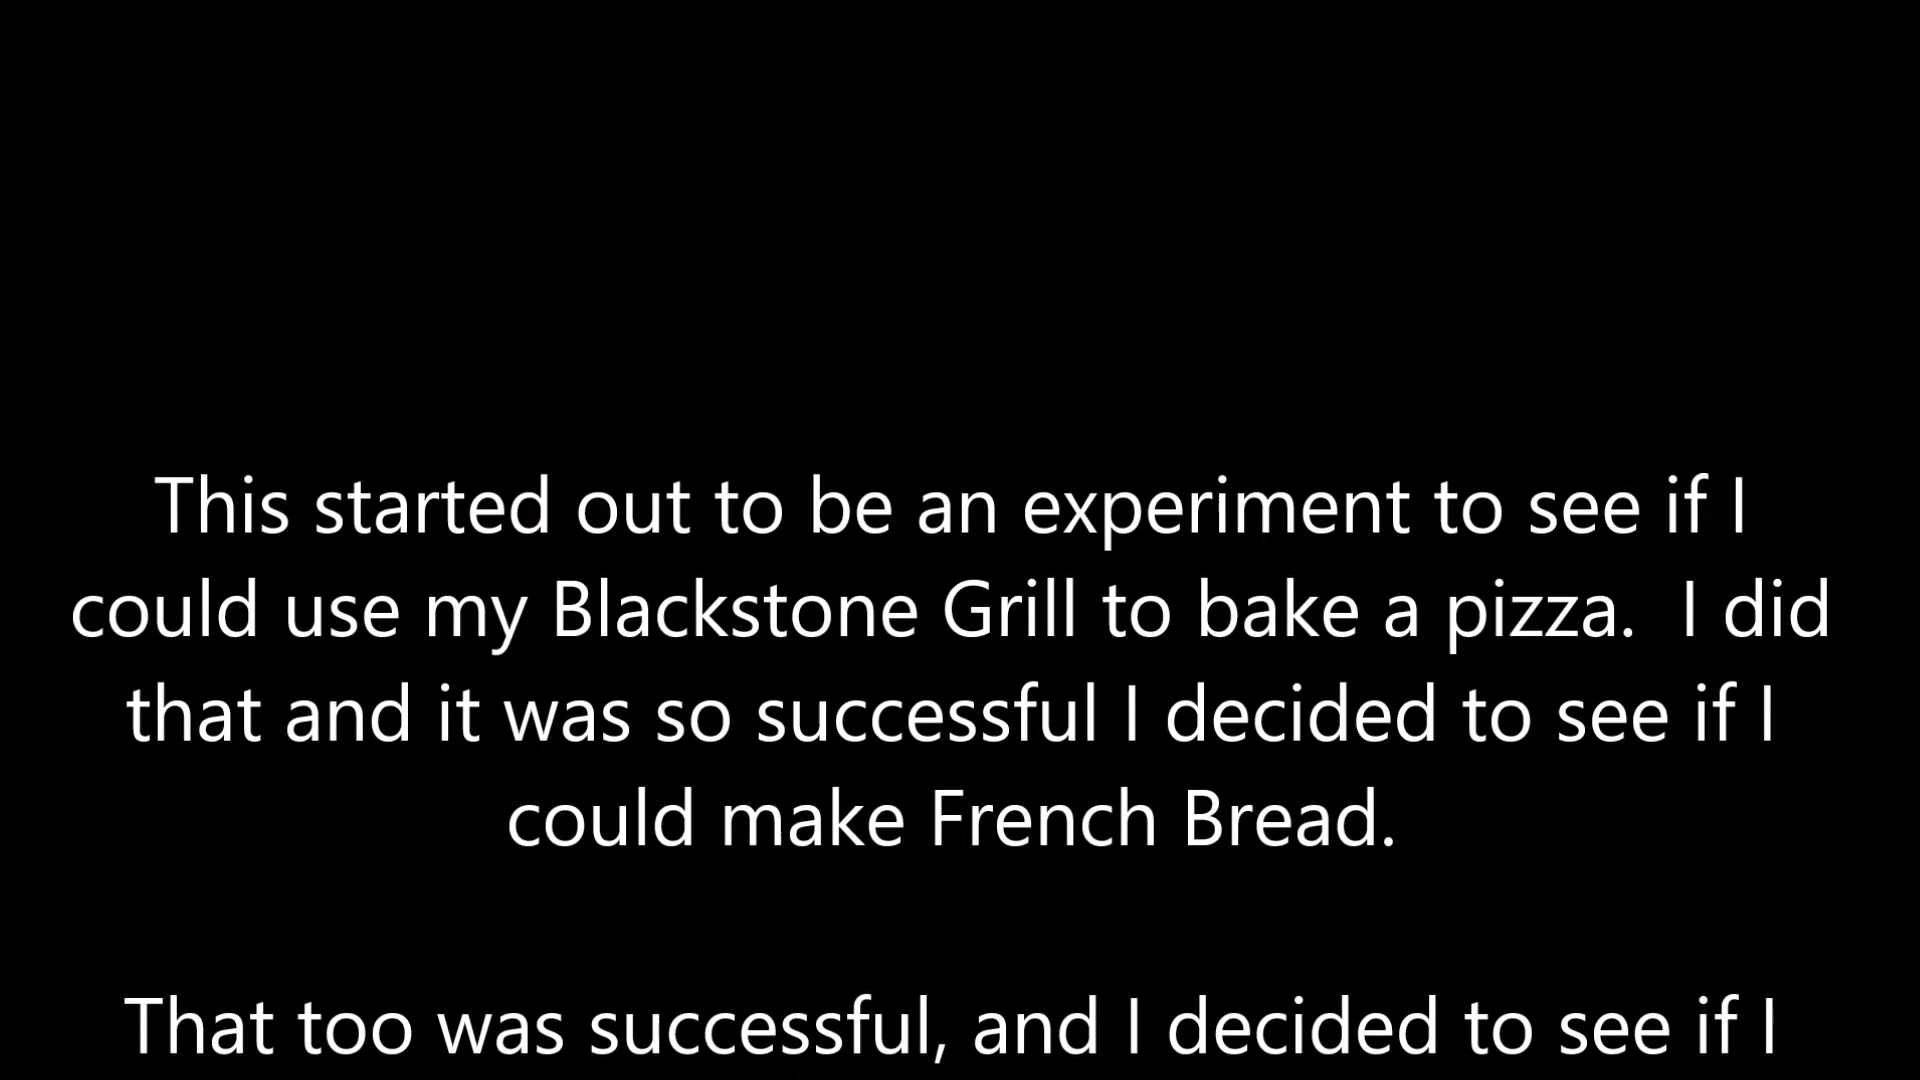 This started out to be an experiment to see if I
could use my Blackstone Grill to bake a pizza.  I did
that and it was so successful I decided to see if I
could make French Bread.
That too was successful, and I decided to see if I